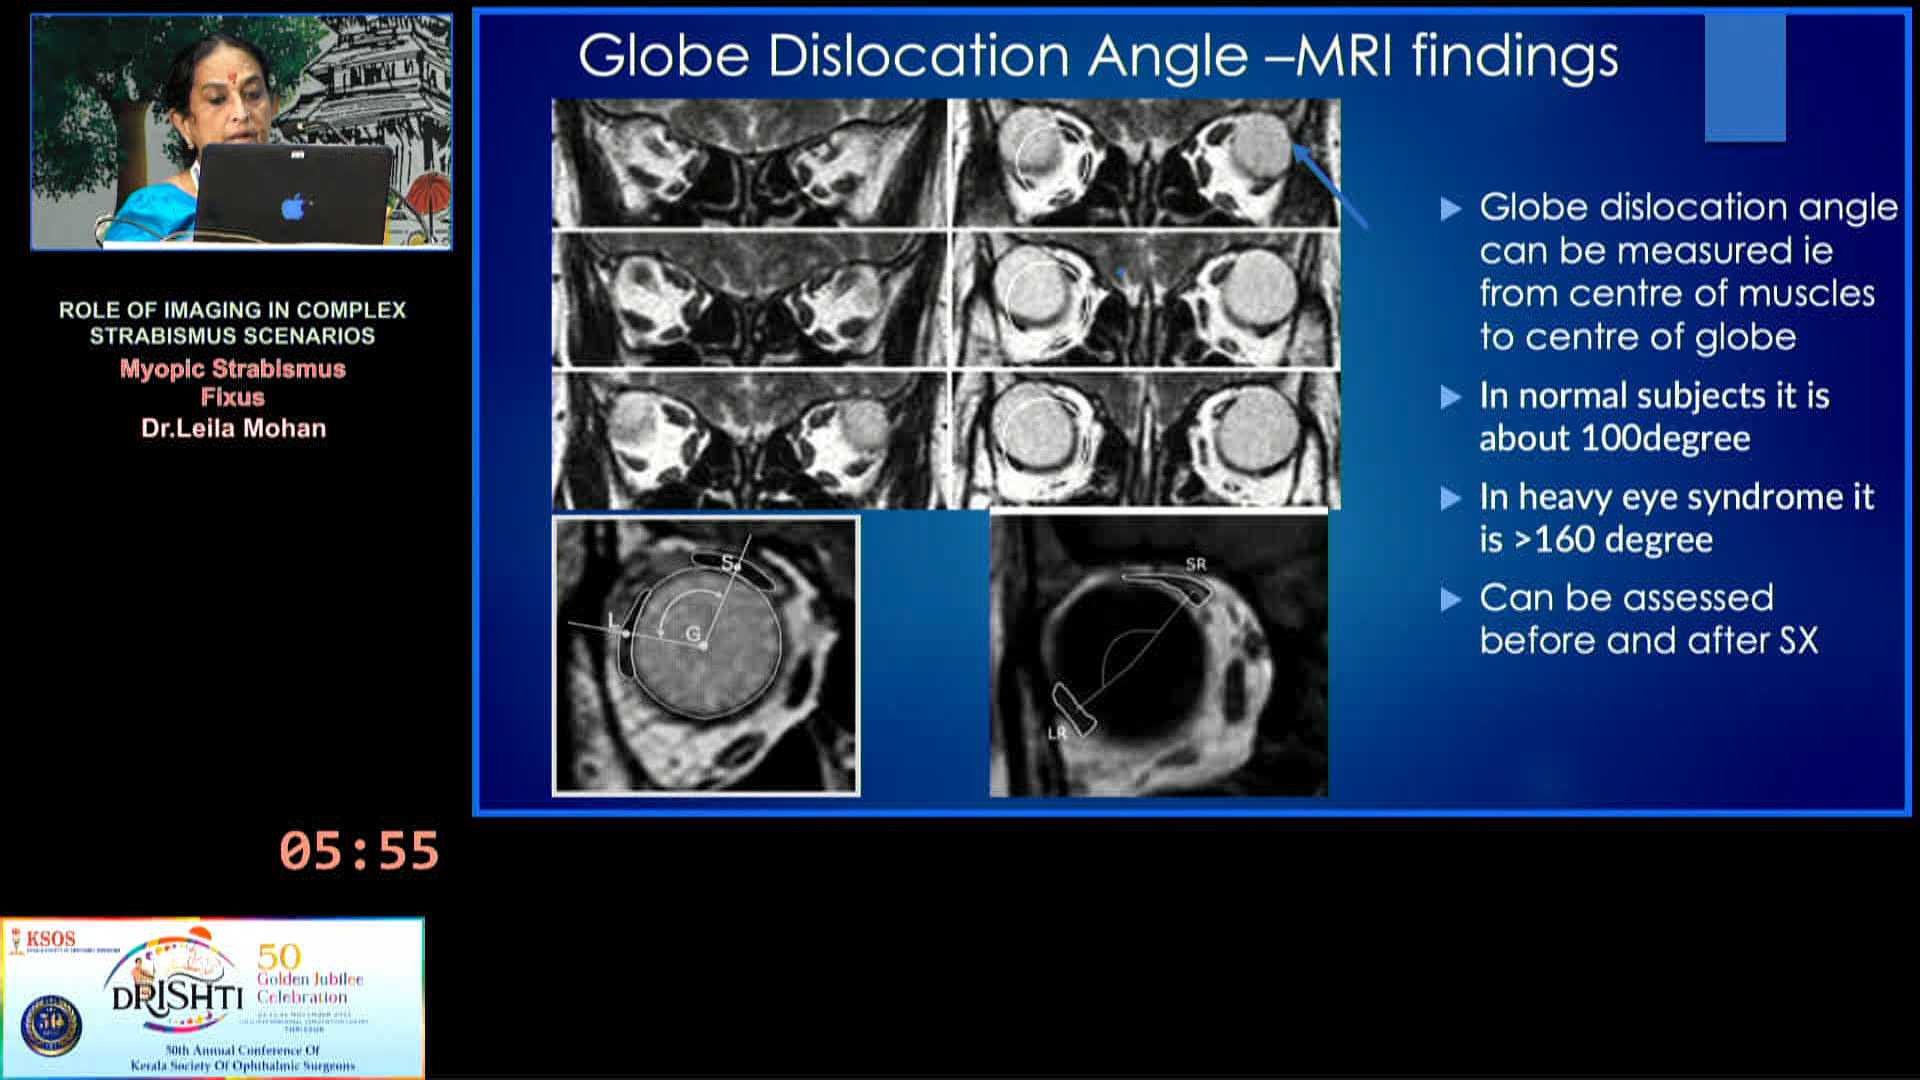 Globe Dislocation Angle –MRI findings
Globe dislocation angle
can be measured ie
from centre of muscles
to centre of globe
In normal subjects it is
about 100degree
In heavy eye syndrome it
is >160 degree
Can be assessed
before and after SX
S
L
G
SR
LR
ROLE OF IMAGING IN COMPLEX
STRABISMUS SCENARIOS
Myopic Strabismus
Fixus
Dr.Leila Mohan
05:55
KSOS
DRISHTI
50
Golden Jubilee
Celebration
THRISSUR
50th Annual Conference Of
Kerala Society Of Ophthalmic Surgeons